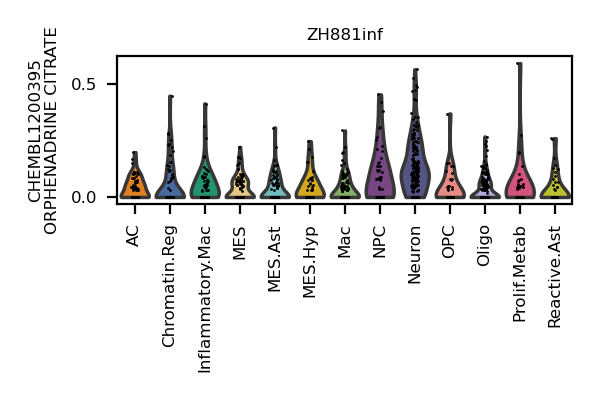 ZH881inf
CHEMBL1200395
ORPHENADRINE CITRATE
0.5
0.0
AC
Chromatin.Reg
Inflammatory.Mac
MES
MES.Ast
MES.Hyp
Mac
NPC
Neuron
OPC
Oligo
Prolif.Metab
Reactive.Ast